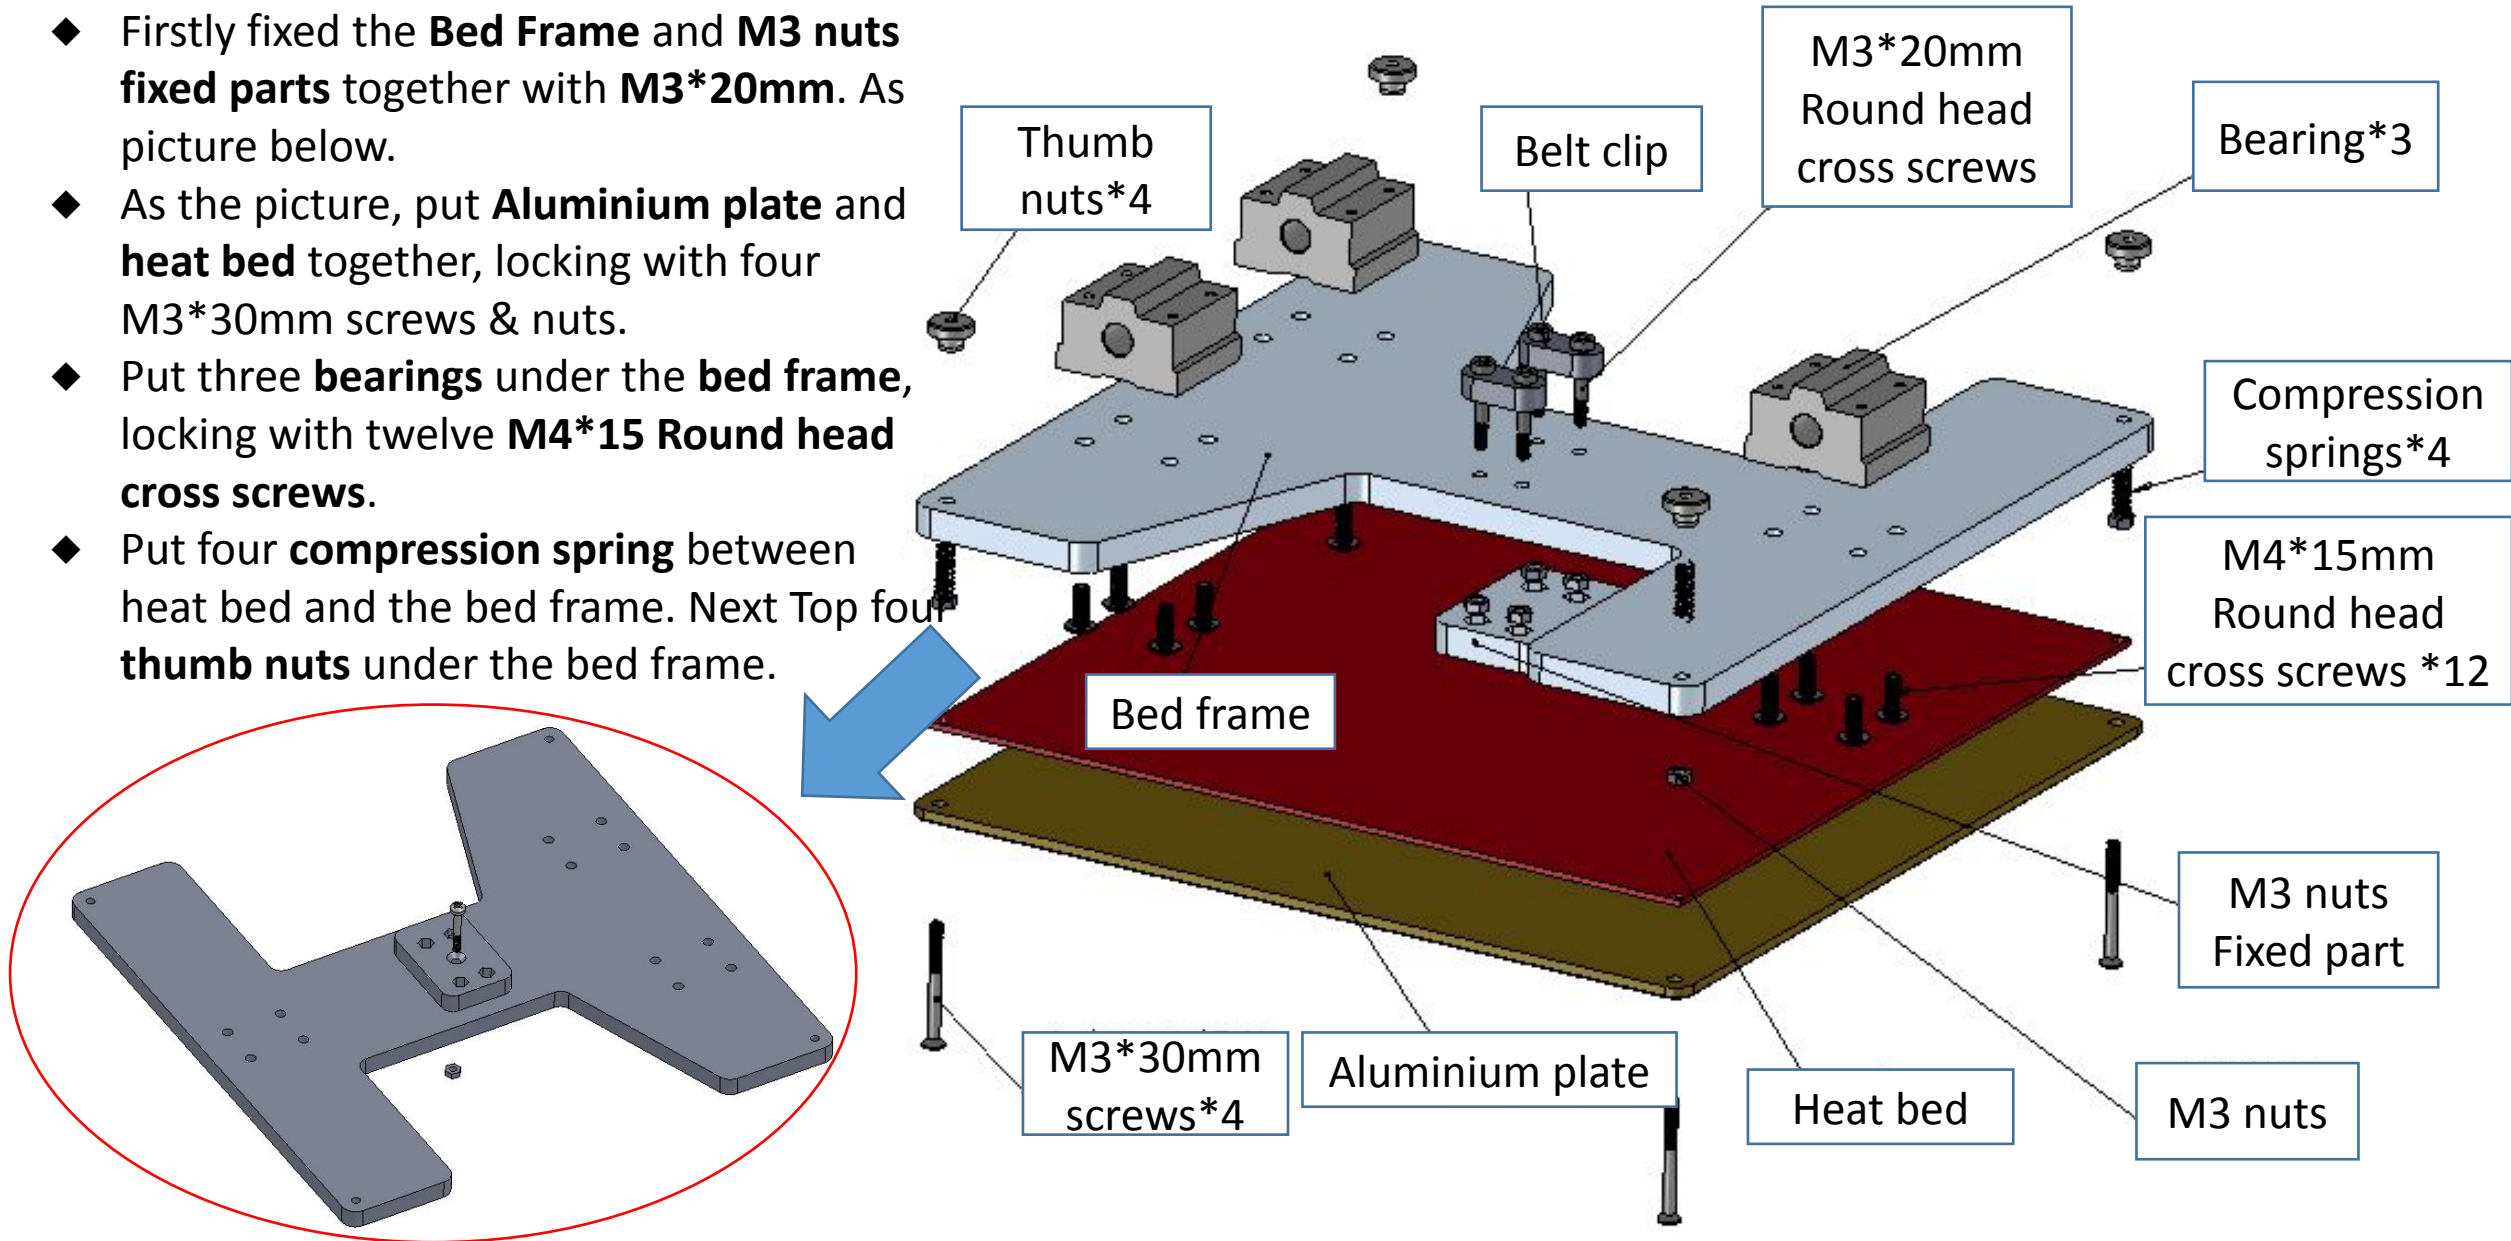 ◆ Firstly fixed the Bed Frame and M3 nuts
fixed parts together with M3*20mm. As
picture below.
◆ As the picture, put Aluminium plate and
heat bed together, locking with four
M3*30mm screws & nuts.
◆ Put three bearings under the bed frame,
locking with twelve M4*15 Round head
cross screws.
◆ Put four compression spring between
heat bed and the bed frame. Next Top four
thumb nuts under the bed frame.
Thumb
nuts*4
Belt clip
M3*20mm
Round head
cross screws
Bearing*3
Compression
springs*4
M4*15mm
Round head
cross screws *12
Bed frame
M3 nuts
Fixed part
M3*30mm
screws*4
Aluminium plate
Heat bed
M3 nuts